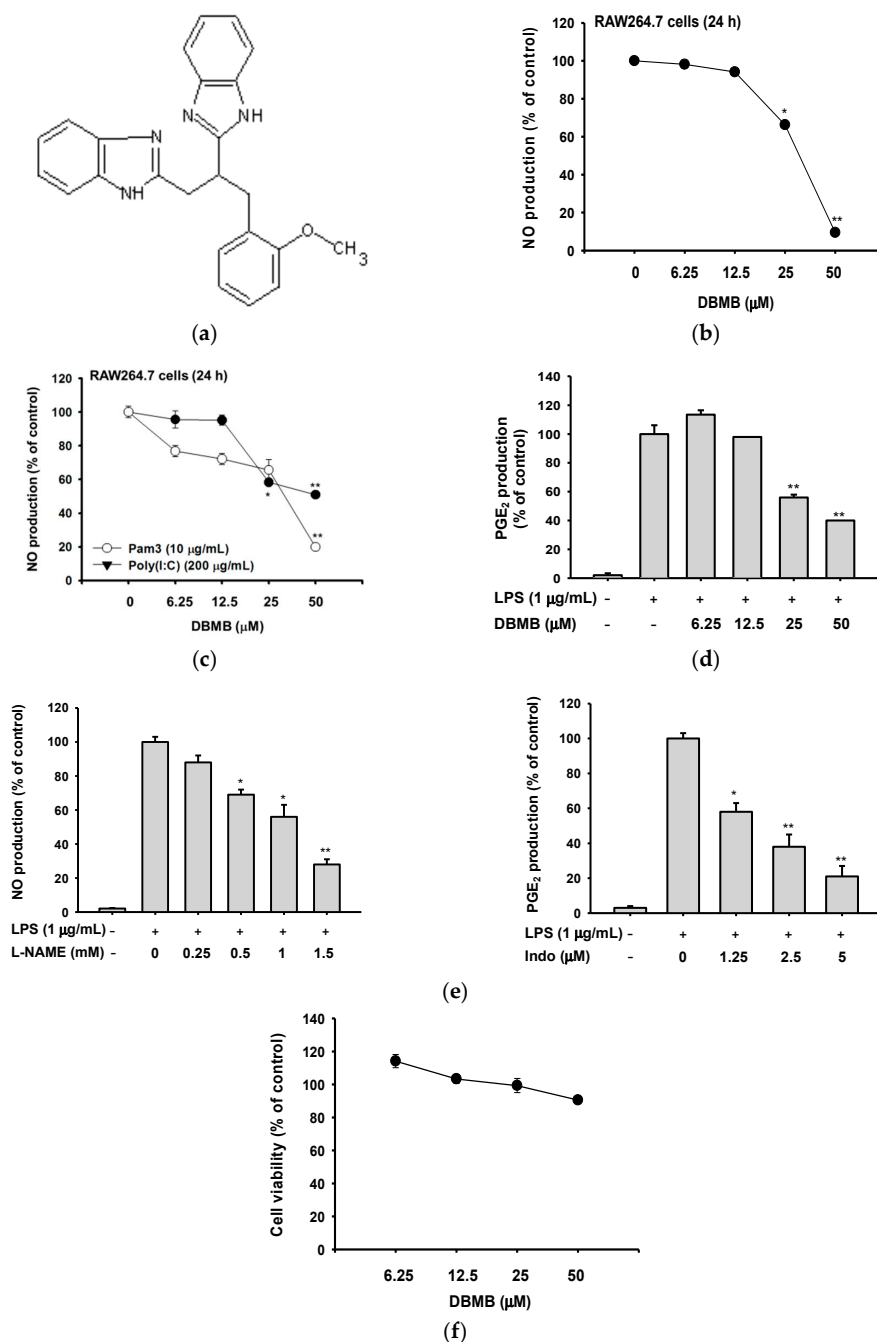 N
NH
N
NH
O
CH3
(a)
RAW264.7 cells (24 h)
NO production (% of control)
120
100
80
60
40
20
0
*
**
0 6.25 12.5 25 50
DBMB (µM)
(b)
RAW264.7 cells (24 h)
NO production (% of control)
120
100
80
60
40
20
0
*
**
**
Pam3 (10 µg/mL)
Poly(I:C) (200 µg/mL)
0 6.25 12.5 25 50
DBMB (µM)
(c)
PGE2 production
(% of control)
140
120
100
80
60
40
20
0
**
**
LPS (1 µg/mL) - + + + + +
DBMB (µM) - - 6.25 12.5 25 50
(d)
NO production (% of control)
120
100
80
60
40
20
0
*
*
**
LPS (1 µg/mL) - + + + + +
L-NAME (mM) - 0 0.25 0.5 1 1.5
PGE2 production (% of control)
120
100
80
60
40
20
0
*
**
**
LPS (1 µg/mL) - + + + +
Indo (µM) - 0 1.25 2.5 5
(e)
Cell viability (% of control)
140
120
100
80
60
40
20
0
6.25 12.5 25 50
DBMB (µM)
(f)